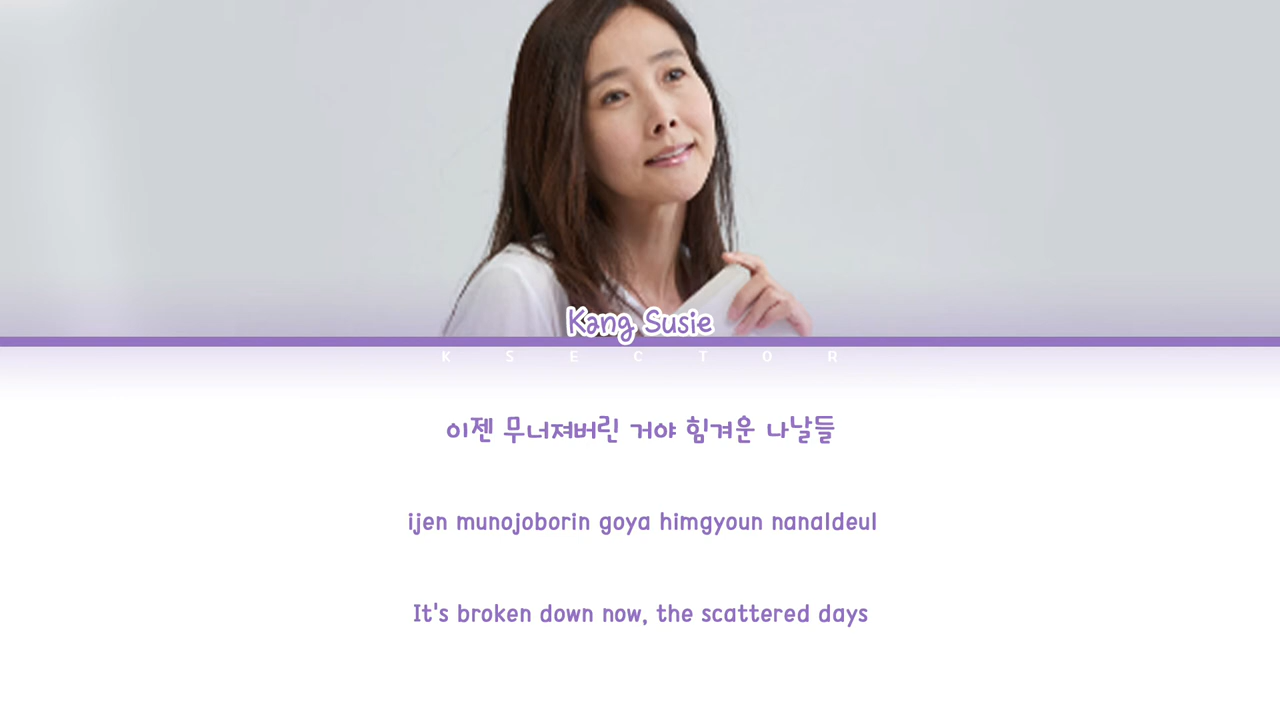 Kang Susie
K S E C T O R
이젠 무너져버린 거야 힘겨운 나날들
ijen munojoborin goya himgyoun nanaldeul
It's broken down now, the scattered days